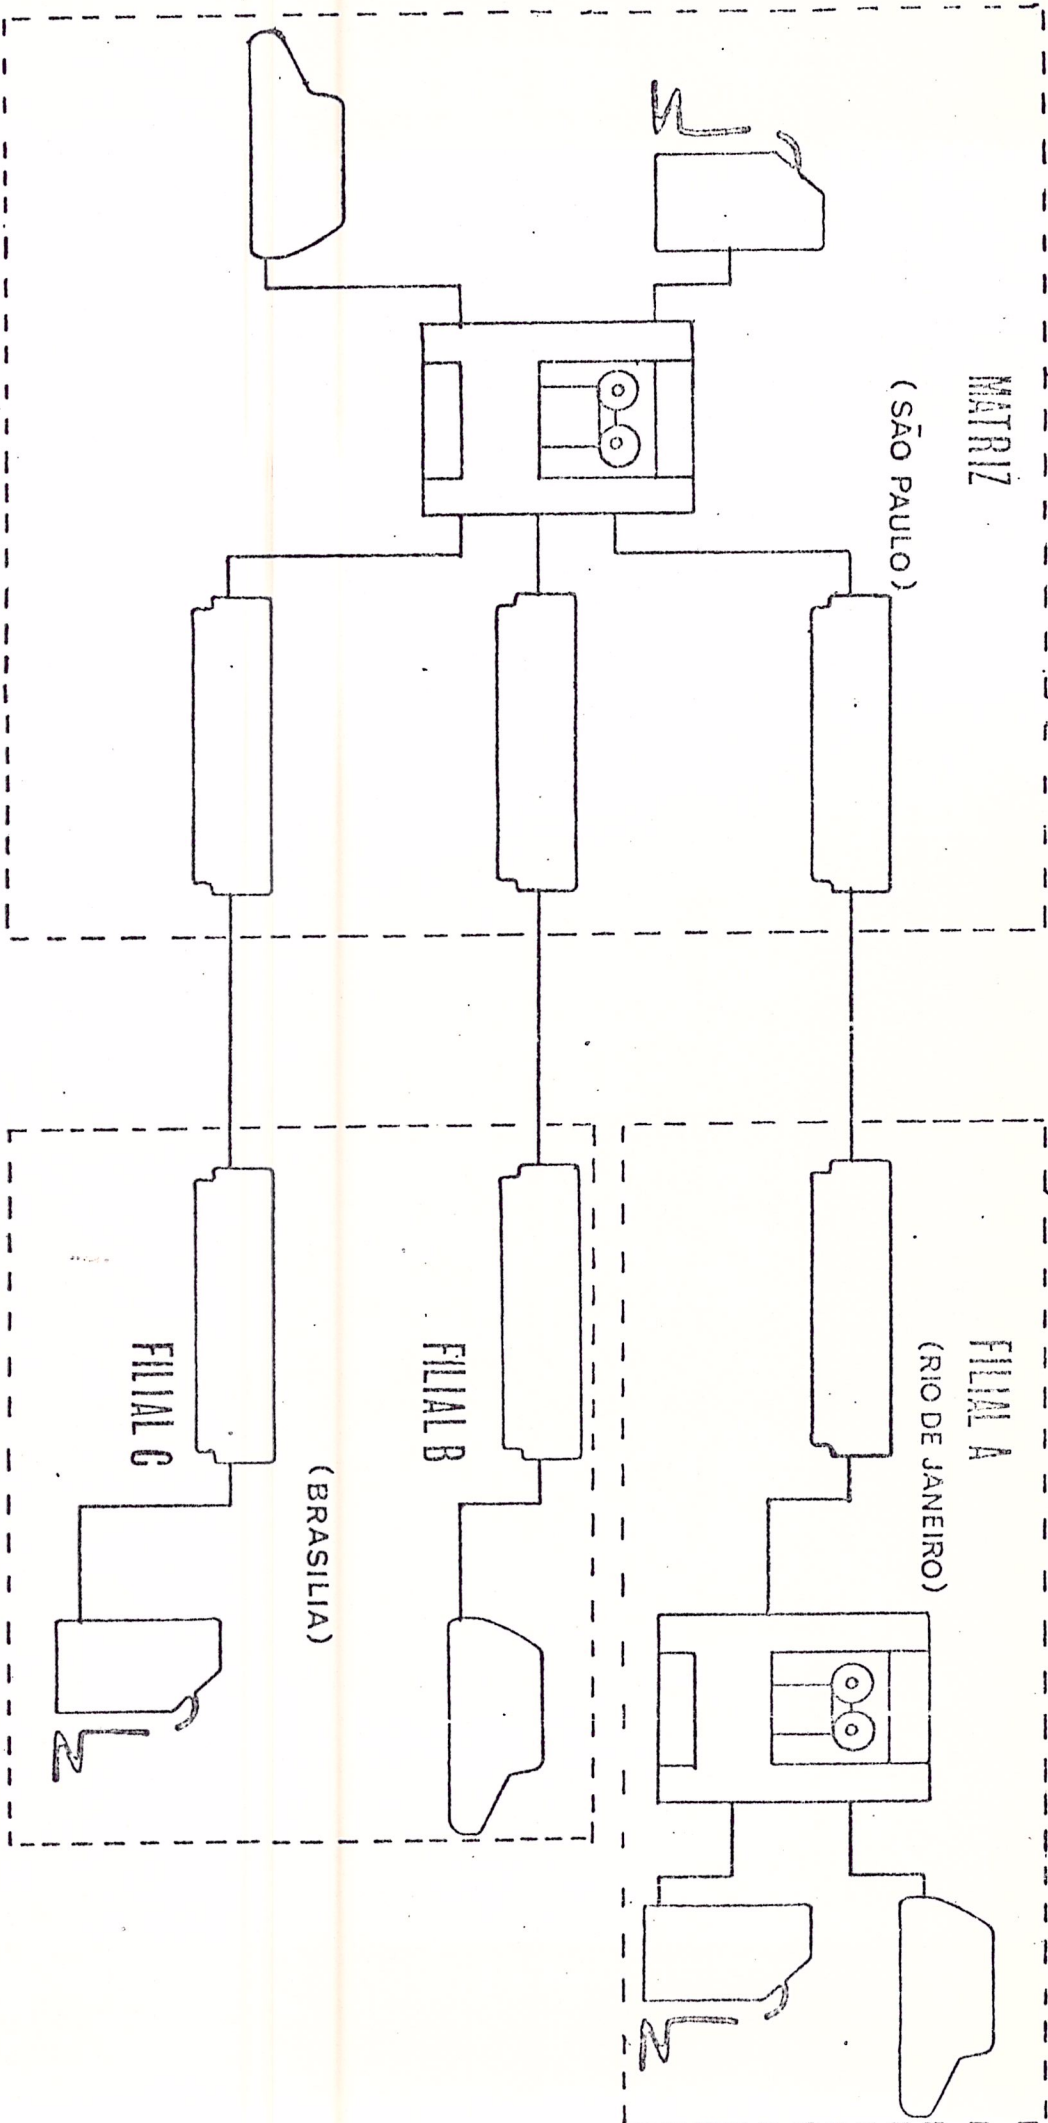 MATRIZ
(SÃO PAULO)
FILIAL A
(RIO DE JANEIRO)
FILIAL B
(BRASILIA)
FILIAL C